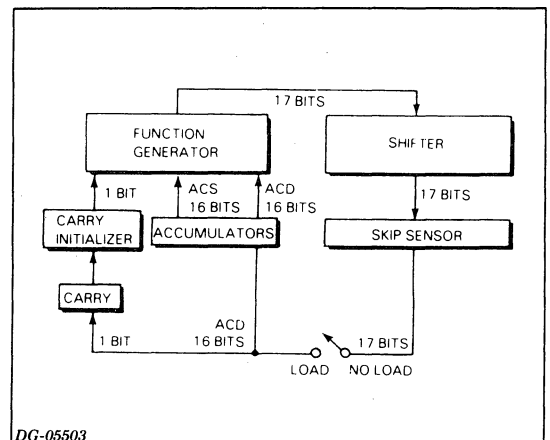 17 BITS
FUNCTION
GENERATOR
SHIFTER
1 BIT
ACS
16 BITS
ACD
16 BITS
17 BITS
CARRY
INITIALIZER
ACCUMULATORS
SKIP SENSOR
CARRY
ACD
16 BITS
1 BIT
17 BITS
LOAD
NO LOAD
DG-05503